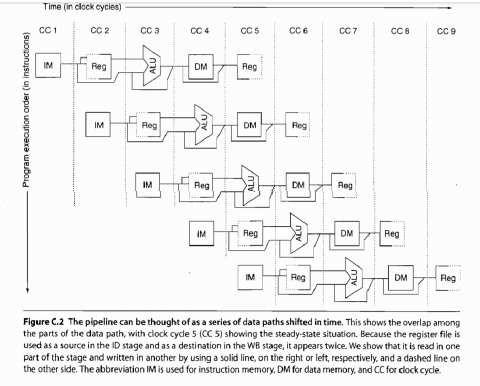 Time (in clock cycles)
CC 1 CC 2 CC 3 CC 4 CC 5 CC 6 CC 7 CC 8 CC 9
Program execution order (in instructions)
IM Reg ALU DM Reg
IM Reg ALU DM Reg
IM Reg ALU DM Reg
IM Reg ALU DM Reg
IM Reg ALU DM Reg
Figure C.2 The pipeline can be thought of as a series of data paths shifted in time. This shows the overlap among
the parts of the data path, with clock cycle 5 (CC 5) showing the steady-state situation. Because the register file is
used as a source in the ID stage and as a destination in the WB stage, it appears twice. We show that it is read in one
part of the stage and written in another by using a solid line, on the right or left, respectively, and a dashed line on
the other side. The abbreviation IM is used for instruction memory, DM for data memory, and CC for clock cycle.